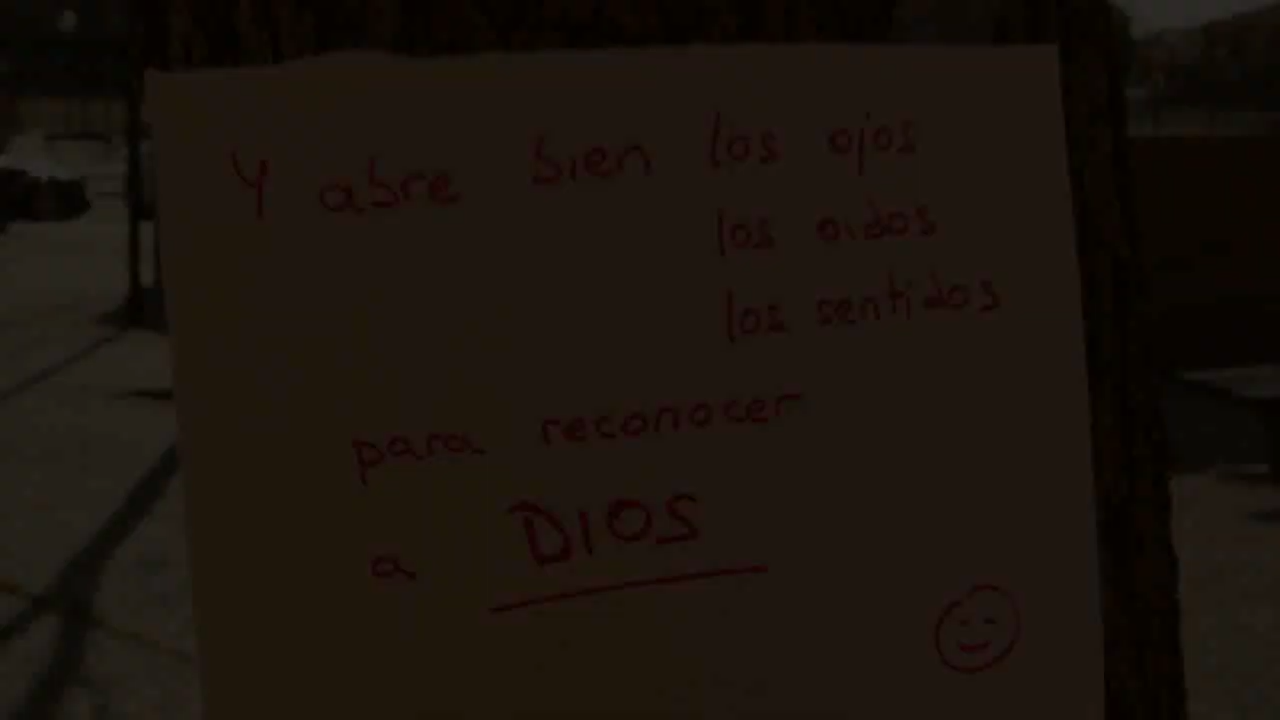 Y abre bien los ojos
los oidos
los sentidos
para reconocer
a DIOS